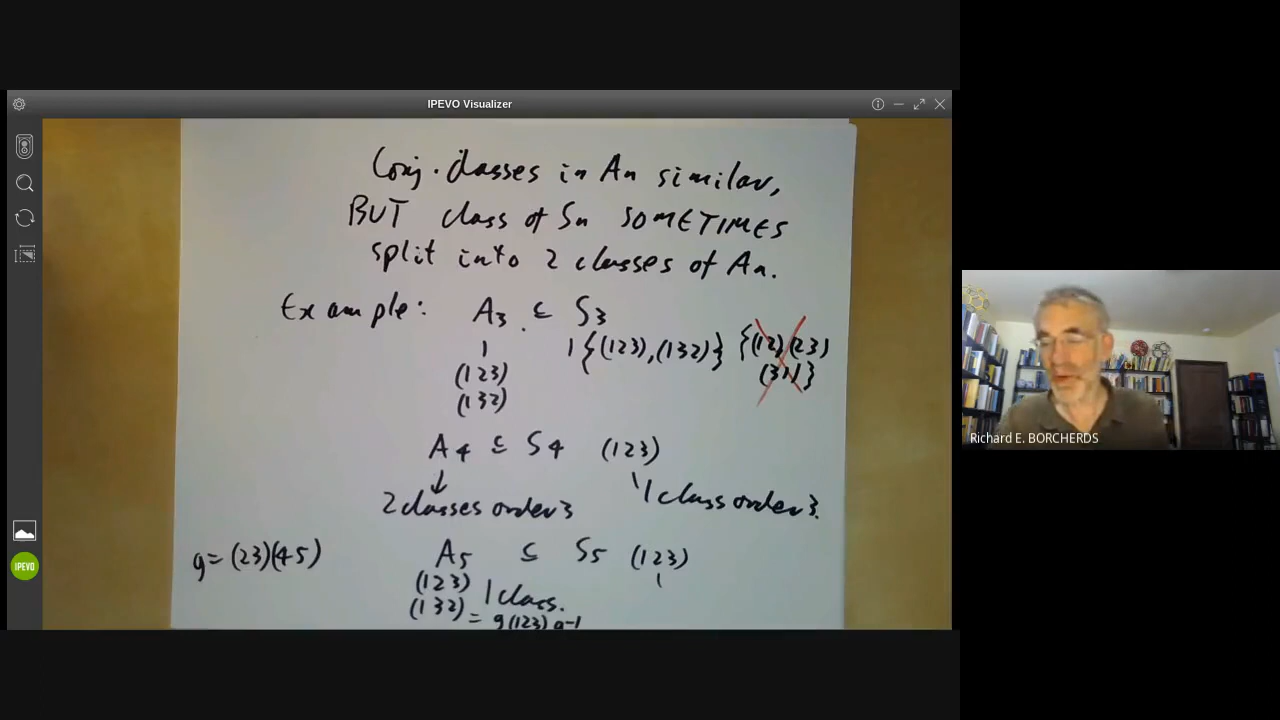 IPEVO Visualizer
Conj. classes in An similar,
BUT class of Sn SOMETIMES
split into 2 classes of An.
Example: A3 ⊆ S3
1 1 {(123), (132)} {(12)(23)
(123) (31)}
(132)
A4 ⊆ S4 (123)
↓
2 classes order 3 1 class order 3.
g=(23)(45) A5 ⊆ S5 (123)
(123) 1 class.
(132) = g(123)g-1
IPEVO
Richard E. BORCHERDS